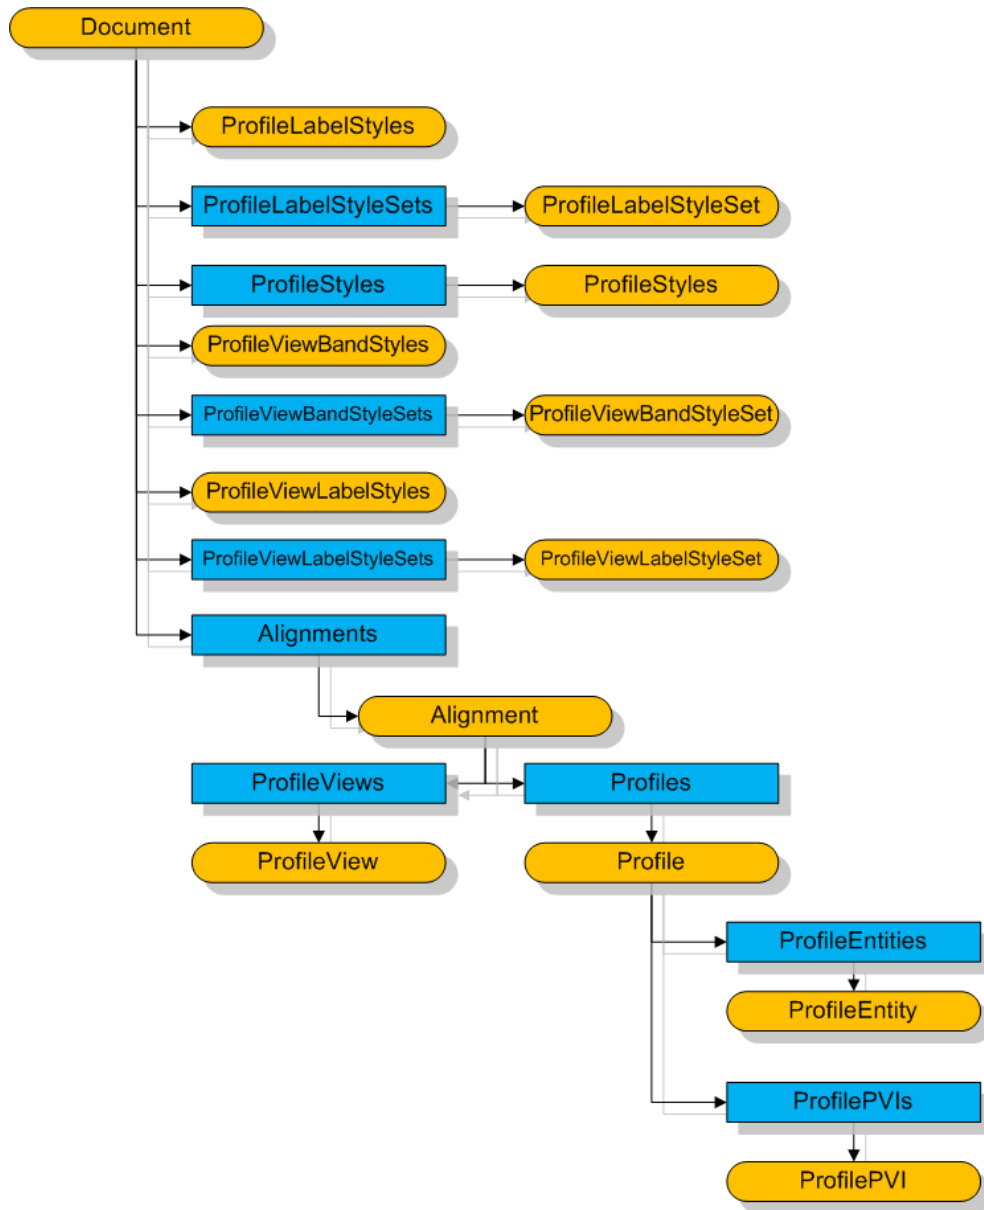 Document
ProfileLabelStyles
ProfileLabelStyleSets
ProfileLabelStyleSet
ProfileStyles
ProfileStyles
ProfileViewBandStyles
ProfileViewBandStyleSets
ProfileViewBandStyleSet
ProfileViewLabelStyles
ProfileViewLabelStyleSets
ProfileViewLabelStyleSet
Alignments
Alignment
ProfileViews
Profiles
ProfileView
Profile
ProfileEntities
ProfileEntity
ProfilePVIs
ProfilePVI